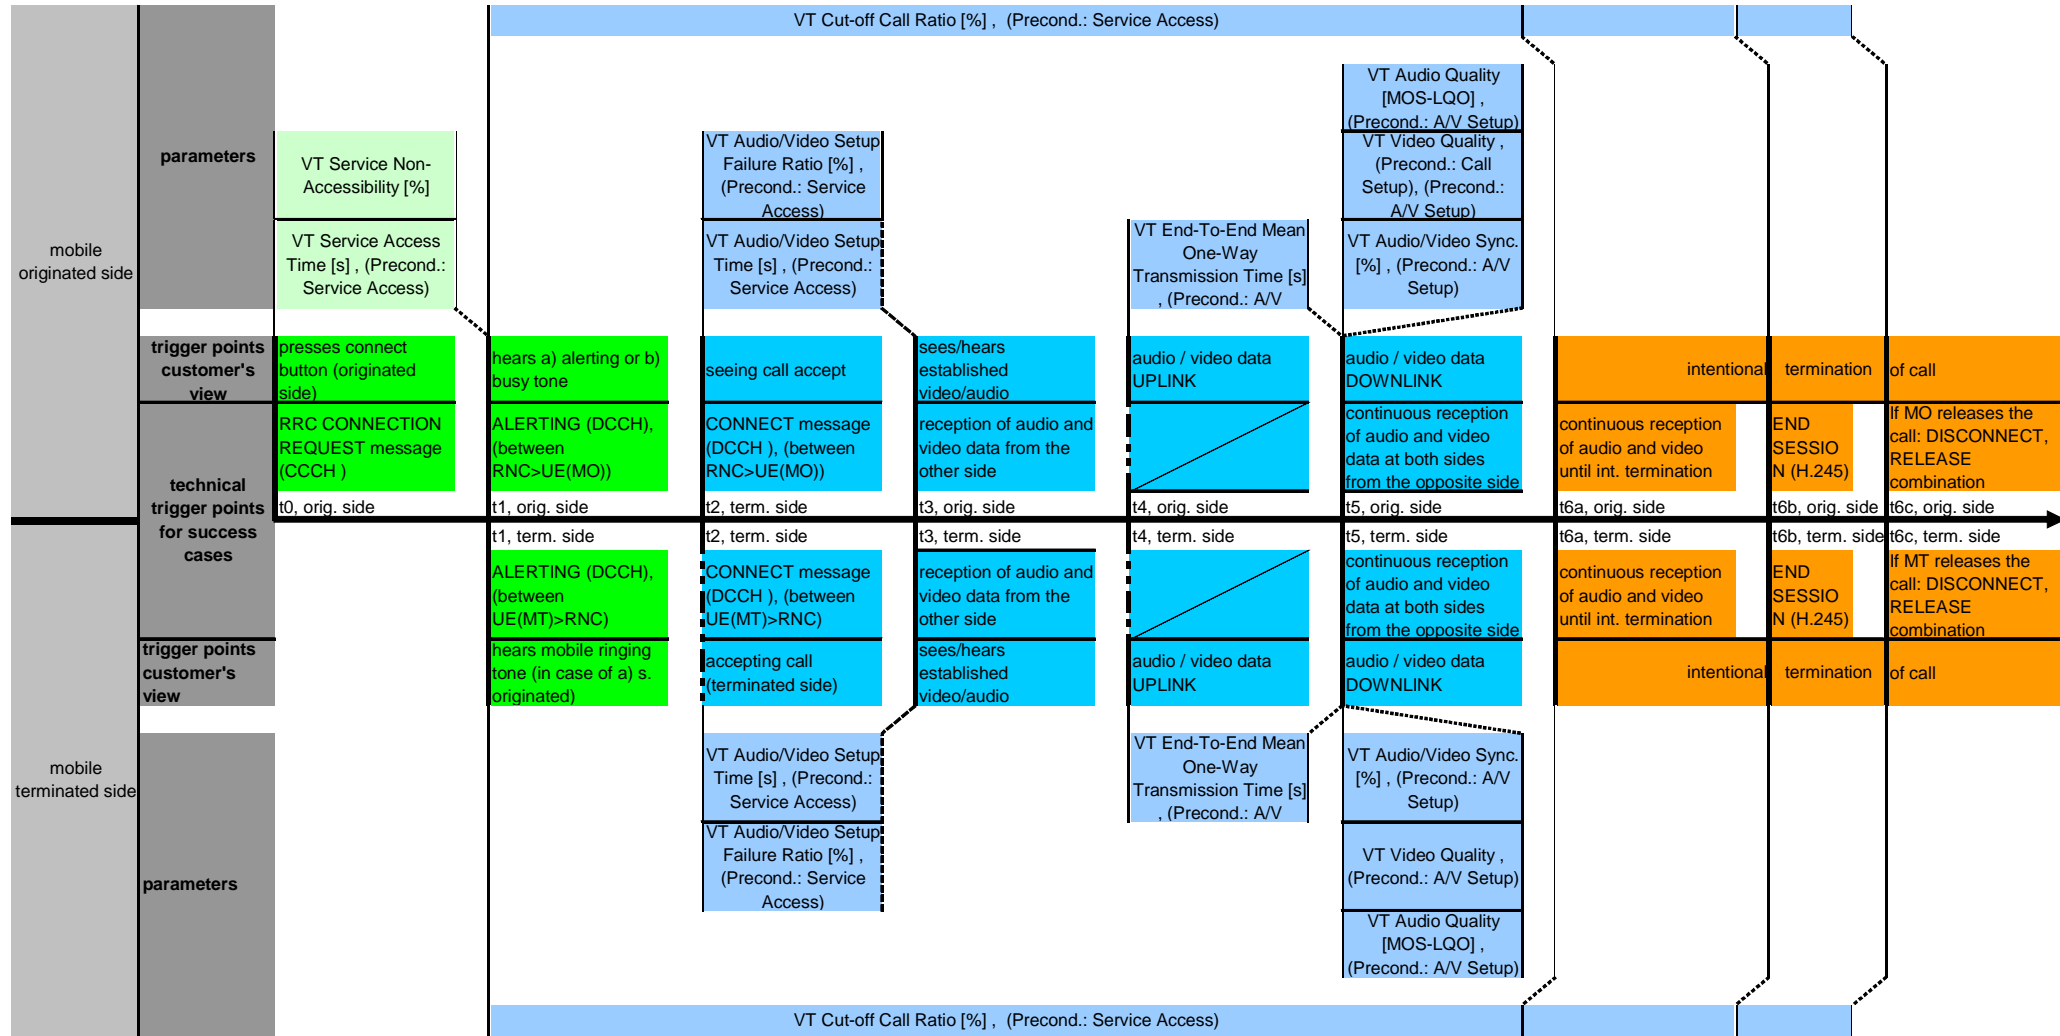 VT Cut-off Call Ratio [%] , (Precond.: Service Access)
VT Audio Quality
[MOS-LQO] ,
(Precond.: A/V Setup)
parameters
VT Service Non-
Accessibility [%]
VT Audio/Video Setup
Failure Ratio [%] ,
(Precond.: Service
Access)
VT Video Quality ,
(Precond.: Call
Setup), (Precond.:
A/V Setup)
mobile
originated side
VT Service Access
Time [s] , (Precond.:
Service Access)
VT Audio/Video Setup
Time [s] , (Precond.:
Service Access)
VT End-To-End Mean
One-Way
Transmission Time [s]
, (Precond.: A/V
VT Audio/Video Sync.
[%] , (Precond.: A/V
Setup)
trigger points
customer's
view
presses connect
button (originated
side)
hears a) alerting or b)
busy tone
seeing call accept
sees/hears
established
video/audio
audio / video data
UPLINK
audio / video data
DOWNLINK
intentional
termination
of call
technical
trigger points
for success
cases
RRC CONNECTION
REQUEST message
(CCCH )
ALERTING (DCCH),
(between
RNC>UE(MO))
CONNECT message
(DCCH ), (between
RNC>UE(MO))
reception of audio and
video data from the
other side
continuous reception
of audio and video
data at both sides
from the opposite side
continuous reception
of audio and video
until int. termination
END
SESSIO
N (H.245)
If MO releases the
call: DISCONNECT,
RELEASE
combination
t0, orig. side
t1, orig. side
t2, term. side
t3, orig. side
t4, orig. side
t5, orig. side
t6a, orig. side
t6b, orig. side
t6c, orig. side
t1, term. side
t2, term. side
t3, term. side
t4, term. side
t5, term. side
t6a, term. side
t6b, term. side
t6c, term. side
ALERTING (DCCH),
(between
UE(MT)>RNC)
CONNECT message
(DCCH ), (between
UE(MT)>RNC)
reception of audio and
video data from the
other side
continuous reception
of audio and video
data at both sides
from the opposite side
continuous reception
of audio and video
until int. termination
END
SESSIO
N (H.245)
If MT releases the
call: DISCONNECT,
RELEASE
combination
trigger points
customer's
view
hears mobile ringing
tone (in case of a) s.
originated)
accepting call
(terminated side)
sees/hears
established
video/audio
audio / video data
UPLINK
audio / video data
DOWNLINK
intentional
termination
of call
mobile
terminated side
VT Audio/Video Setup
Time [s] , (Precond.:
Service Access)
VT End-To-End Mean
One-Way
Transmission Time [s]
, (Precond.: A/V
VT Audio/Video Sync.
[%] , (Precond.: A/V
Setup)
parameters
VT Audio/Video Setup
Failure Ratio [%] ,
(Precond.: Service
Access)
VT Video Quality ,
(Precond.: A/V Setup)
VT Audio Quality
[MOS-LQO] ,
(Precond.: A/V Setup)
VT Cut-off Call Ratio [%] , (Precond.: Service Access)